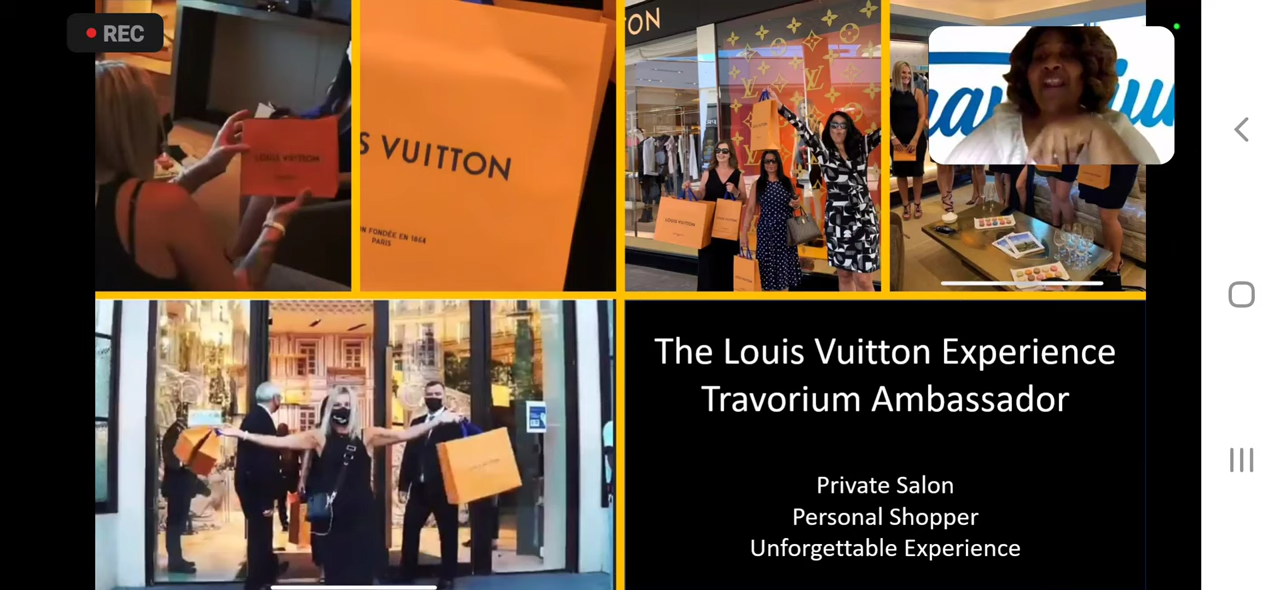 REC
LOUIS VUITTON
S VUITTON
N FONDÉE EN 1854
PARIS
TON
LOUIS VUITTON
The Louis Vuitton Experience
Travorium Ambassador
Private Salon
Personal Shopper
Unforgettable Experience